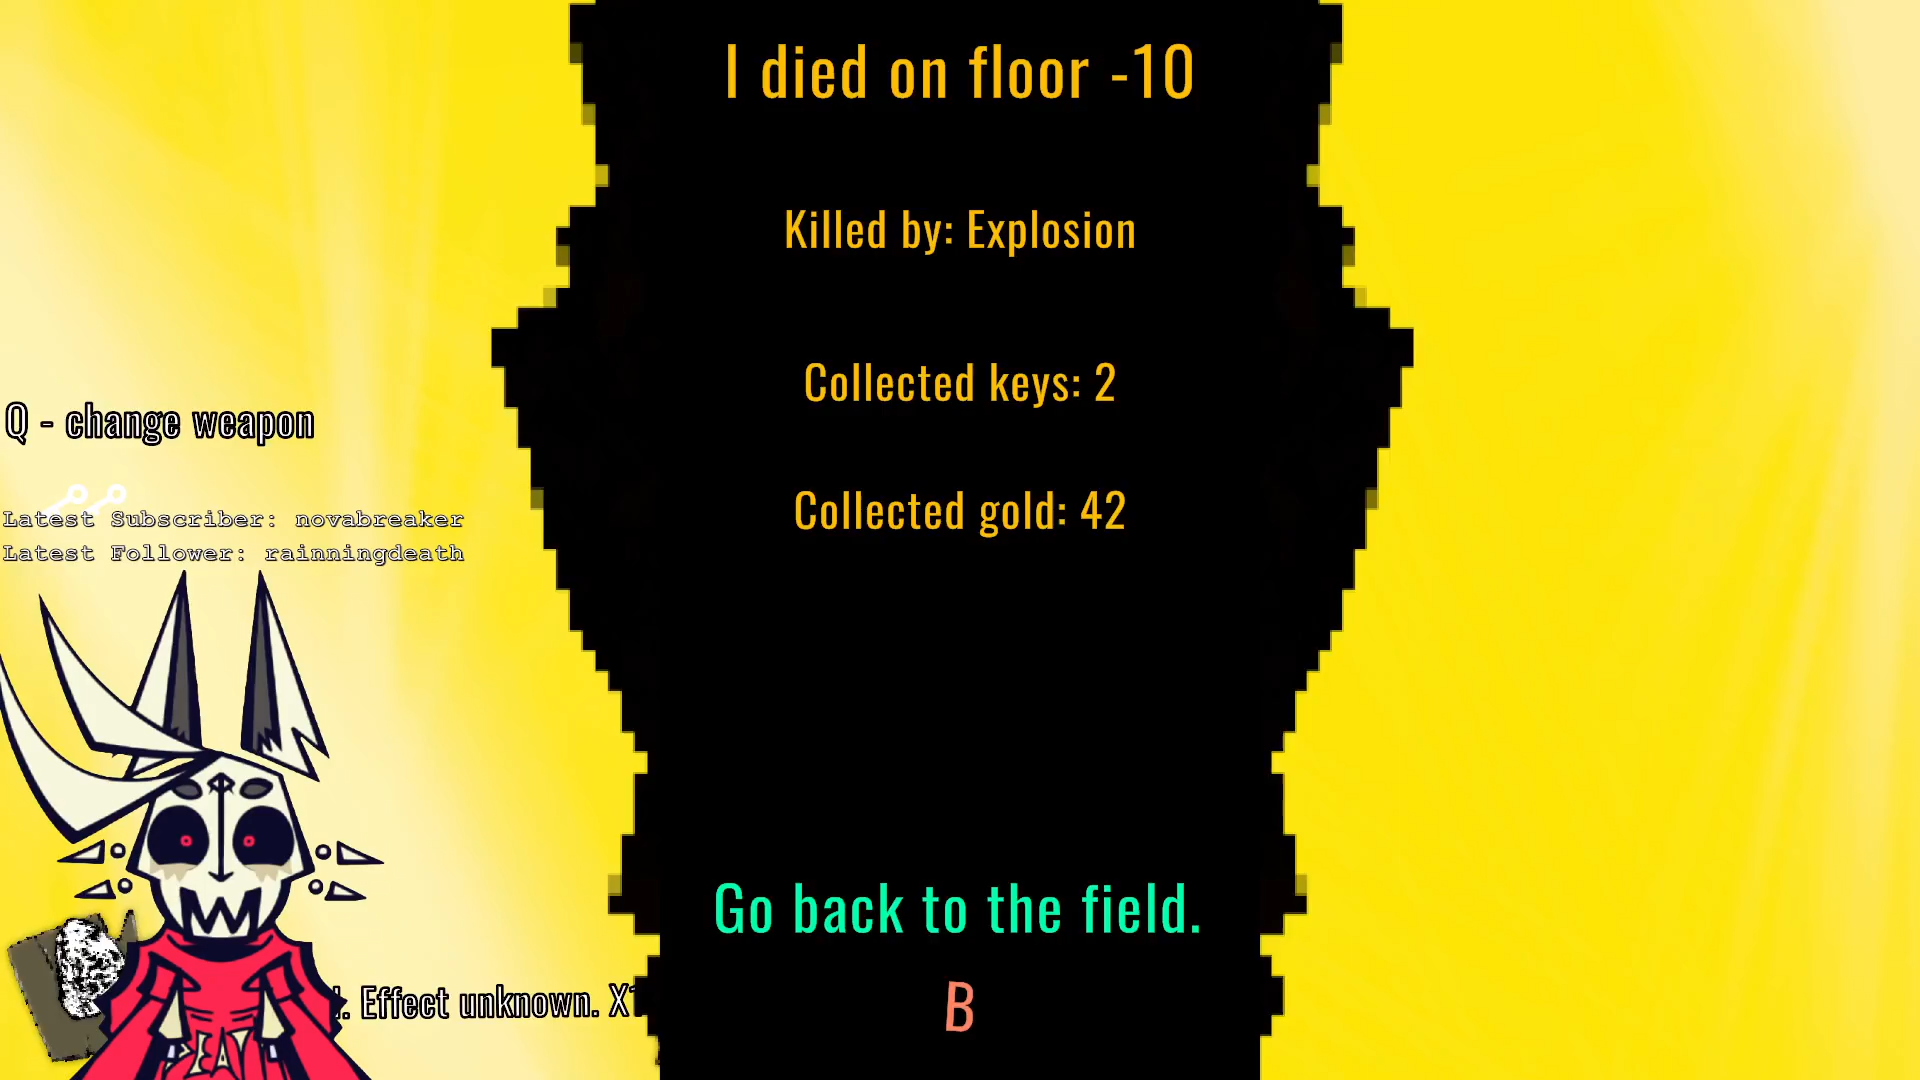 I died on floor -10
Killed by: Explosion
Collected keys: 2
Collected gold: 42
Q - change weapon
Latest Subscriber: novabreaker
Latest Follower: rainningdeath
Effect unknown.
Go back to the field.
B